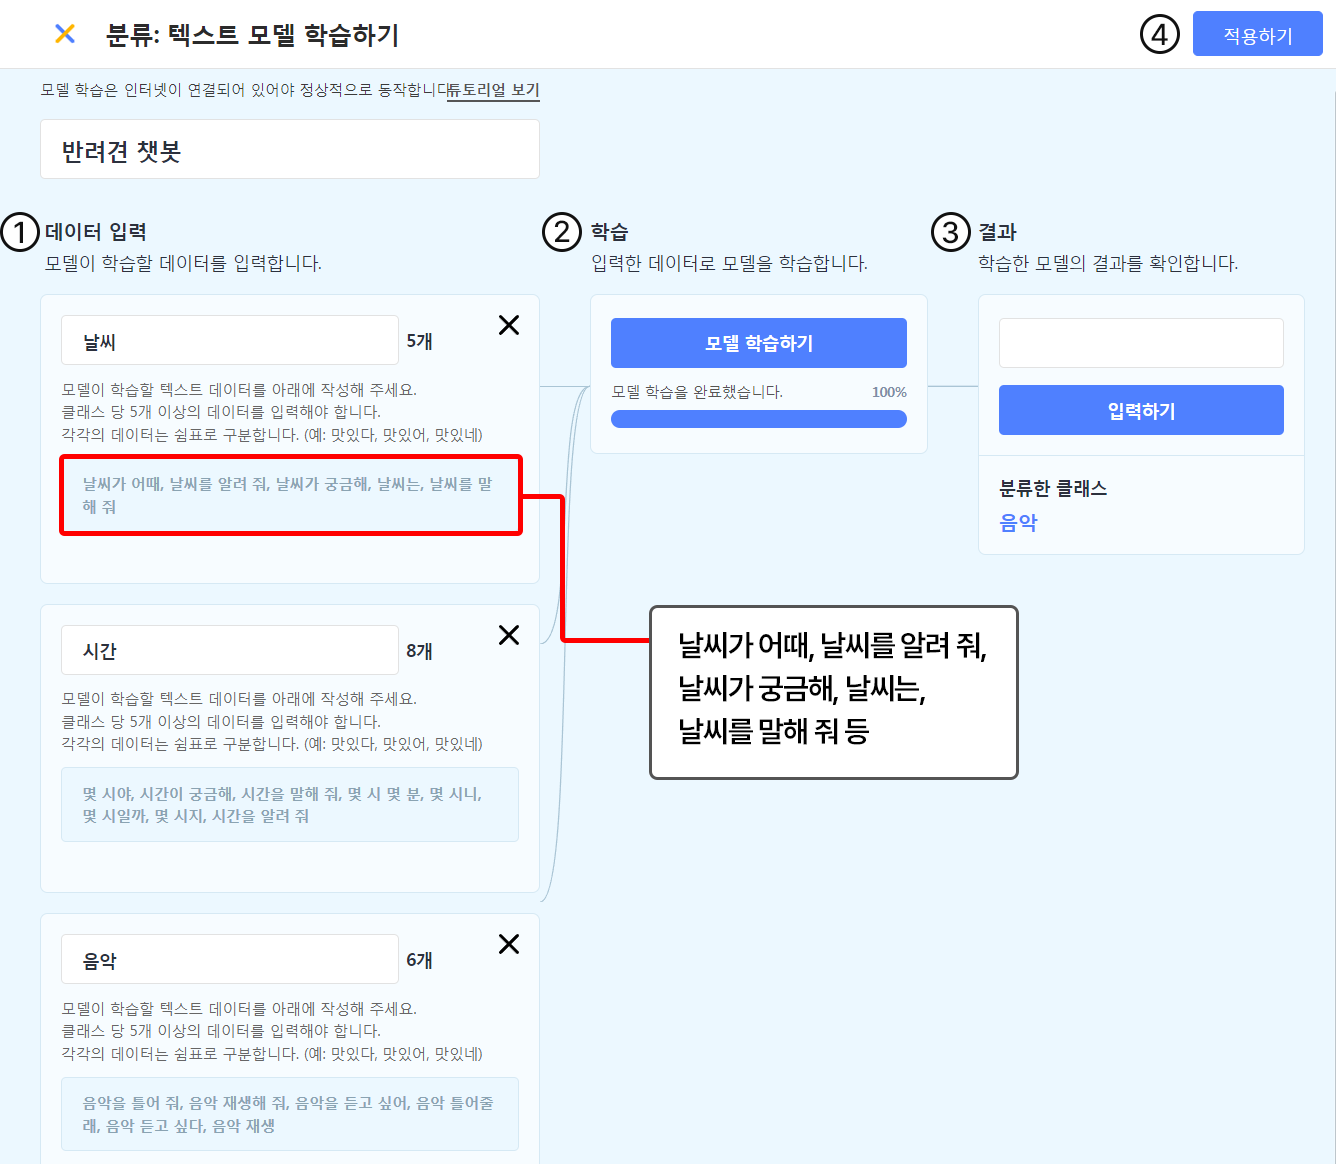 분류: 텍스트 모델 학습하기
④ 적용하기
모델 학습은 인터넷이 연결되어 있어야 정상적으로 동작합니다 튜토리얼 보기
반려견 챗봇
① 데이터 입력
모델이 학습할 데이터를 입력합니다.
날씨 5개
모델이 학습할 텍스트 데이터를 아래에 작성해 주세요.
클래스 당 5개 이상의 데이터를 입력해야 합니다.
각각의 데이터는 쉼표로 구분합니다. (예: 맛있다, 맛있어, 맛있네)
날씨가 어때, 날씨를 알려 줘, 날씨가 궁금해, 날씨는, 날씨를 말
해 줘
시간 8개
모델이 학습할 텍스트 데이터를 아래에 작성해 주세요.
클래스 당 5개 이상의 데이터를 입력해야 합니다.
각각의 데이터는 쉼표로 구분합니다. (예: 맛있다, 맛있어, 맛있네)
몇 시야, 시간이 궁금해, 시간을 말해 줘, 몇 시 몇 분, 몇 시니,
몇 시일까, 몇 시지, 시간을 알려 줘
음악 6개
모델이 학습할 텍스트 데이터를 아래에 작성해 주세요.
클래스 당 5개 이상의 데이터를 입력해야 합니다.
각각의 데이터는 쉼표로 구분합니다. (예: 맛있다, 맛있어, 맛있네)
음악을 틀어 줘, 음악 재생해 줘, 음악을 듣고 싶어, 음악 틀어줄
래, 음악 듣고 싶다, 음악 재생
② 학습
입력한 데이터로 모델을 학습합니다.
모델 학습하기
모델 학습을 완료했습니다. 100%
③ 결과
학습한 모델의 결과를 확인합니다.
입력하기
분류한 클래스
음악
날씨가 어때, 날씨를 알려 줘,
날씨가 궁금해, 날씨는,
날씨를 말해 줘 등